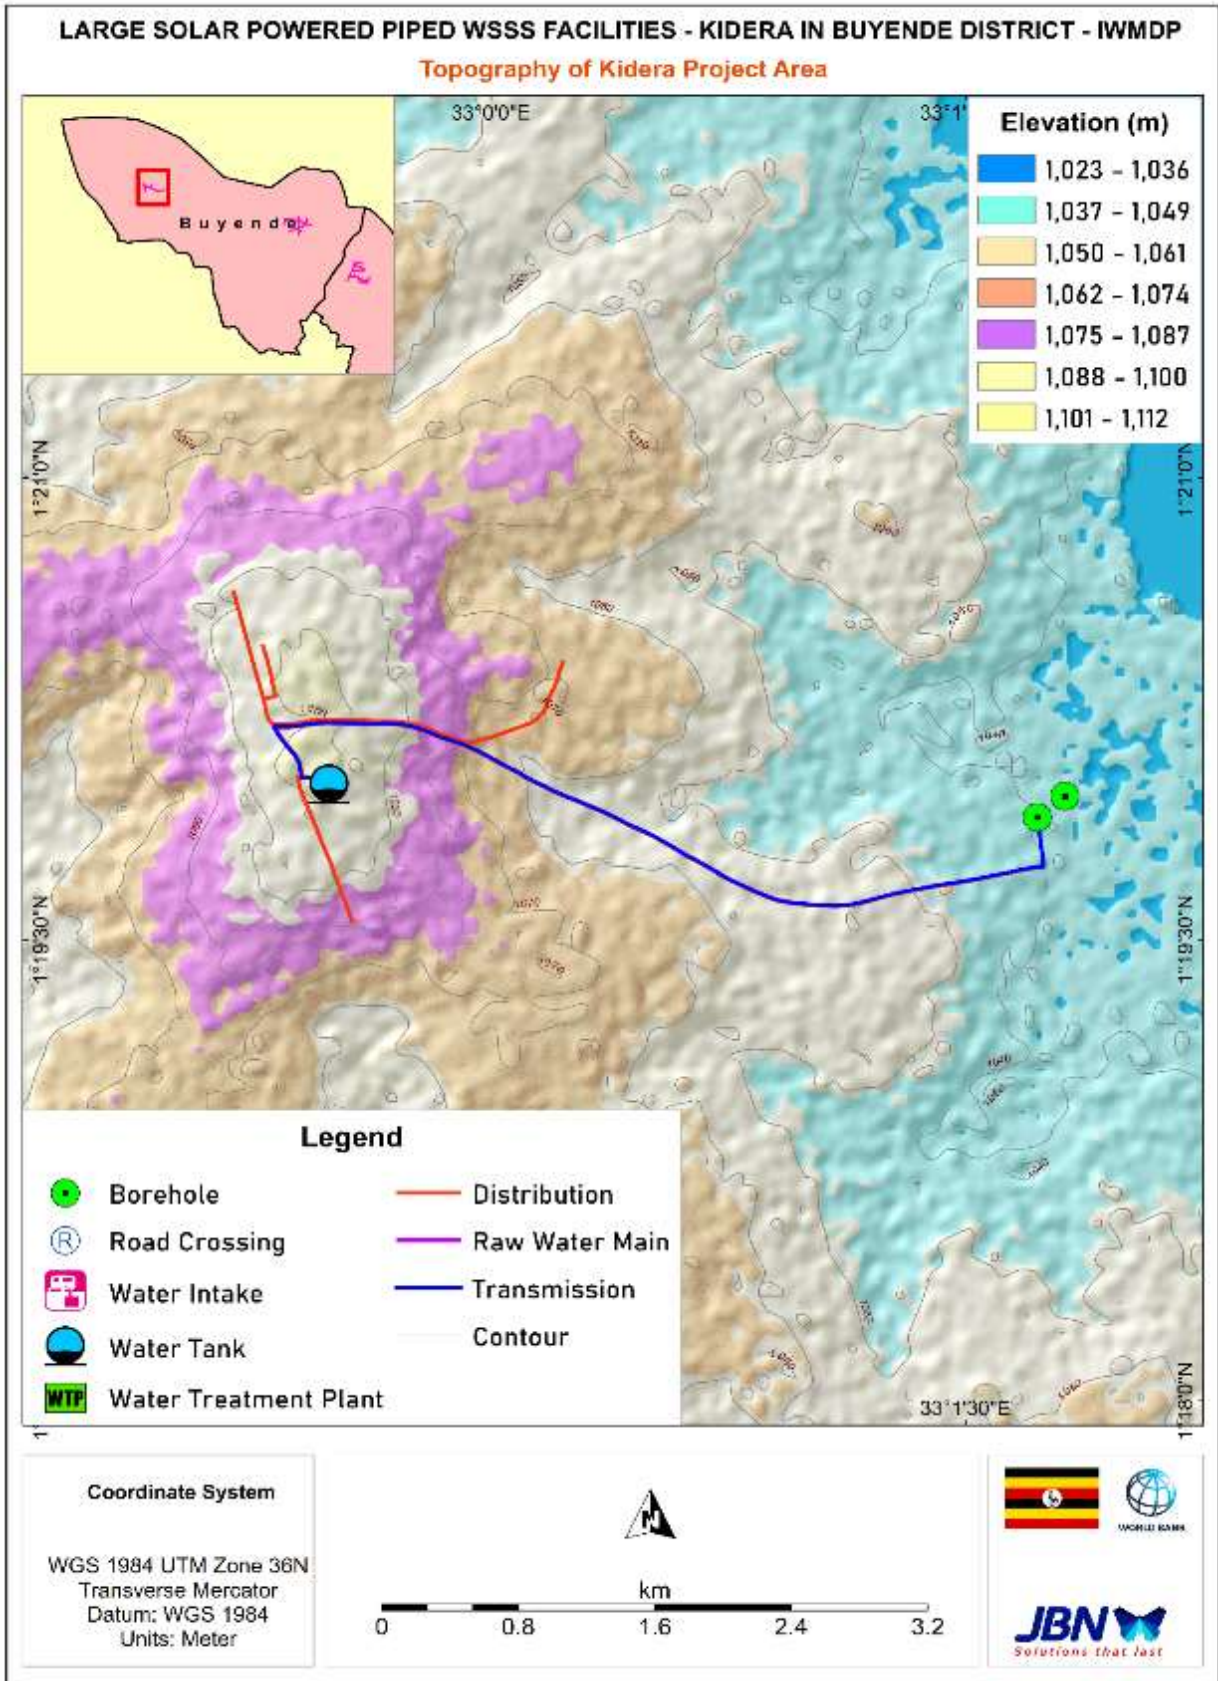 LARGE SOLAR POWERED PIPED WSSS FACILITIES - KIDERA IN BUYENDE DISTRICT - IWMDP
Topography of Kidera Project Area
33°0'0"E
33°1'
Buyende
Elevation (m)
1,023 - 1,036
1,037 - 1,049
1,050 - 1,061
1,062 - 1,074
1,075 - 1,087
1,088 - 1,100
1,101 - 1,112
1°21'0"N
1°21'0"N
1°19'30"N
1°19'30"N
1°18'0"N
33°1'30"E
Legend
Borehole
R
Road Crossing
Water Intake
Water Tank
WTP
Water Treatment Plant
Distribution
Raw Water Main
Transmission
Contour
Coordinate System
WGS 1984 UTM Zone 36N
Transverse Mercator
Datum: WGS 1984
Units: Meter
N
km
0 0.8 1.6 2.4 3.2
WORLD BANK
JBN
Solutions that last